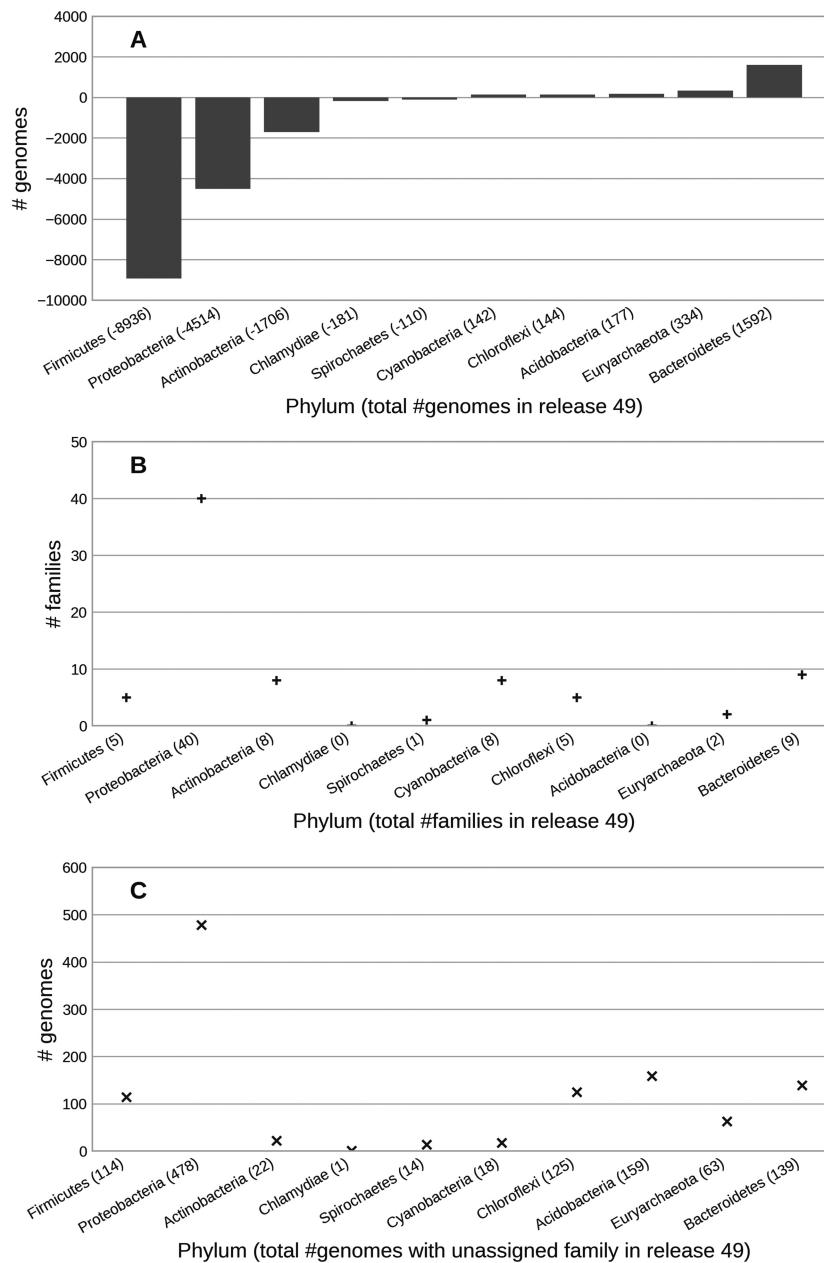 A
4000
2000
0
−2000
−4000
−6000
−8000
−10000
# genomes
Firmicutes (-8936)
Proteobacteria (-4514)
Actinobacteria (-1706)
Chlamydiae (-181)
Spirochaetes (-110)
Cyanobacteria (142)
Chloroflexi (144)
Acidobacteria (177)
Euryarchaeota (334)
Bacteroidetes (1592)
Phylum (total #genomes in release 49)
B
50
40
30
20
10
0
# families
Firmicutes (5)
Proteobacteria (40)
Actinobacteria (8)
Chlamydiae (0)
Spirochaetes (1)
Cyanobacteria (8)
Chloroflexi (5)
Acidobacteria (0)
Euryarchaeota (2)
Bacteroidetes (9)
Phylum (total #families in release 49)
C
600
500
400
300
200
100
0
# genomes
Firmicutes (114)
Proteobacteria (478)
Actinobacteria (22)
Chlamydiae (1)
Spirochaetes (14)
Cyanobacteria (18)
Chloroflexi (125)
Acidobacteria (159)
Euryarchaeota (63)
Bacteroidetes (139)
Phylum (total #genomes with unassigned family in release 49)